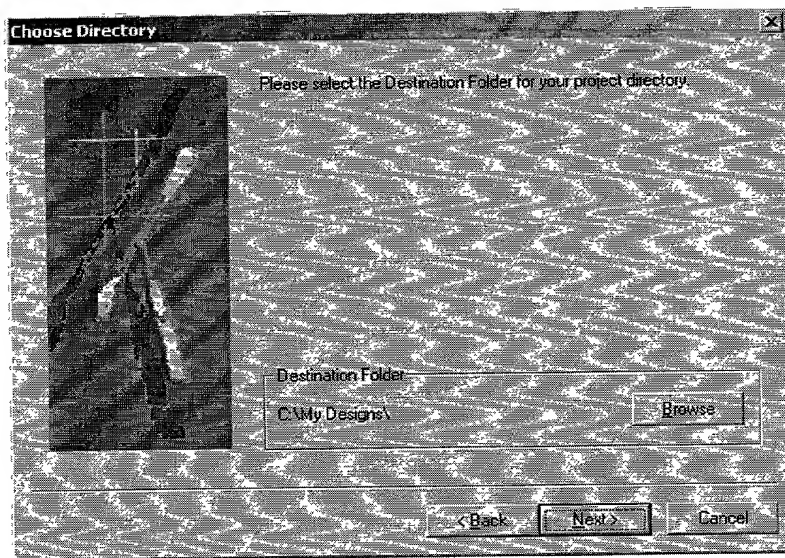 Choose Directory
Please select the Destination Folder for your project directory
Destination Folder
C:\My Designs\
Browse
< Back
Next >
Cancel